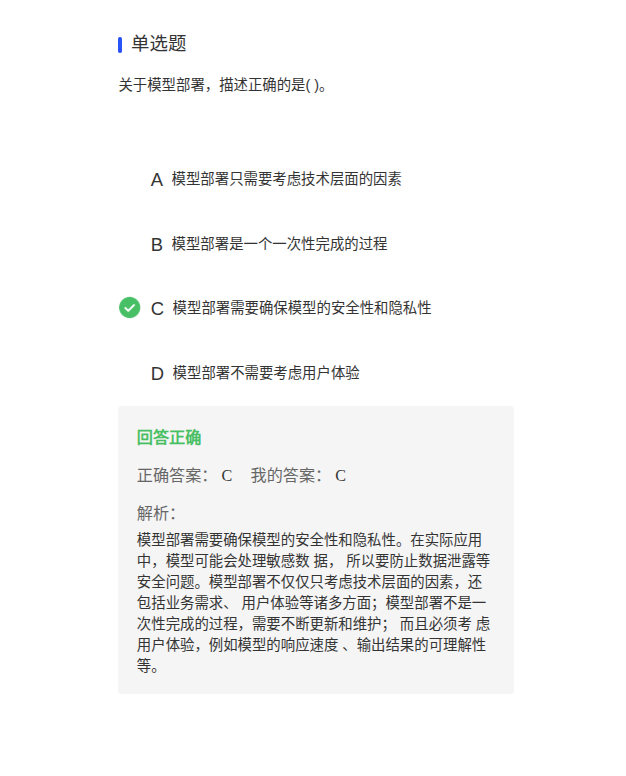 单选题
关于模型部署，描述正确的是( )。
A 模型部署只需要考虑技术层面的因素
B 模型部署是一个一次性完成的过程
C 模型部署需要确保模型的安全性和隐私性
D 模型部署不需要考虑用户体验
回答正确
正确答案： C 我的答案： C
解析：
模型部署需要确保模型的安全性和隐私性。在实际应用
中，模型可能会处理敏感数 据， 所以要防止数据泄露等
安全问题。模型部署不仅仅只考虑技术层面的因素，还
包括业务需求、 用户体验等诸多方面；模型部署不是一
次性完成的过程，需要不断更新和维护； 而且必须考 虑
用户体验，例如模型的响应速度 、输出结果的可理解性
等。